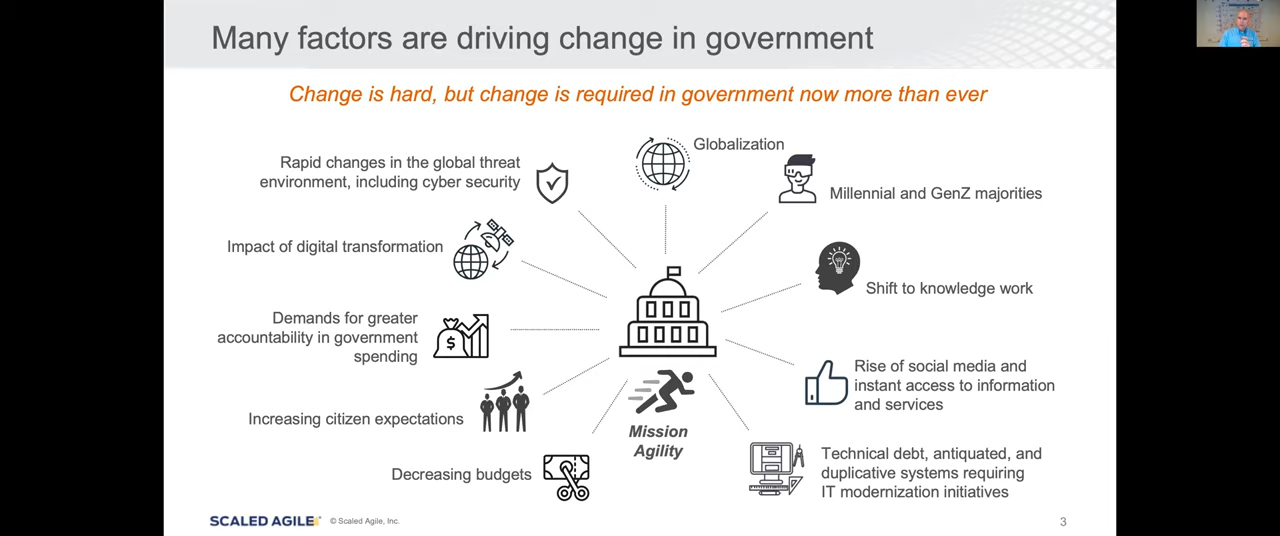 Many factors are driving change in government
Change is hard, but change is required in government now more than ever
Globalization
Rapid changes in the global threat
environment, including cyber security
Millennial and GenZ majorities
Impact of digital transformation
Shift to knowledge work
Demands for greater
accountability in government
spending
$
Rise of social media and
instant access to information
and services
Increasing citizen expectations
Mission
Agility
Decreasing budgets
Technical debt, antiquated, and
duplicative systems requiring
IT modernization initiatives
SCALED AGILE
© Scaled Agile, Inc.
3